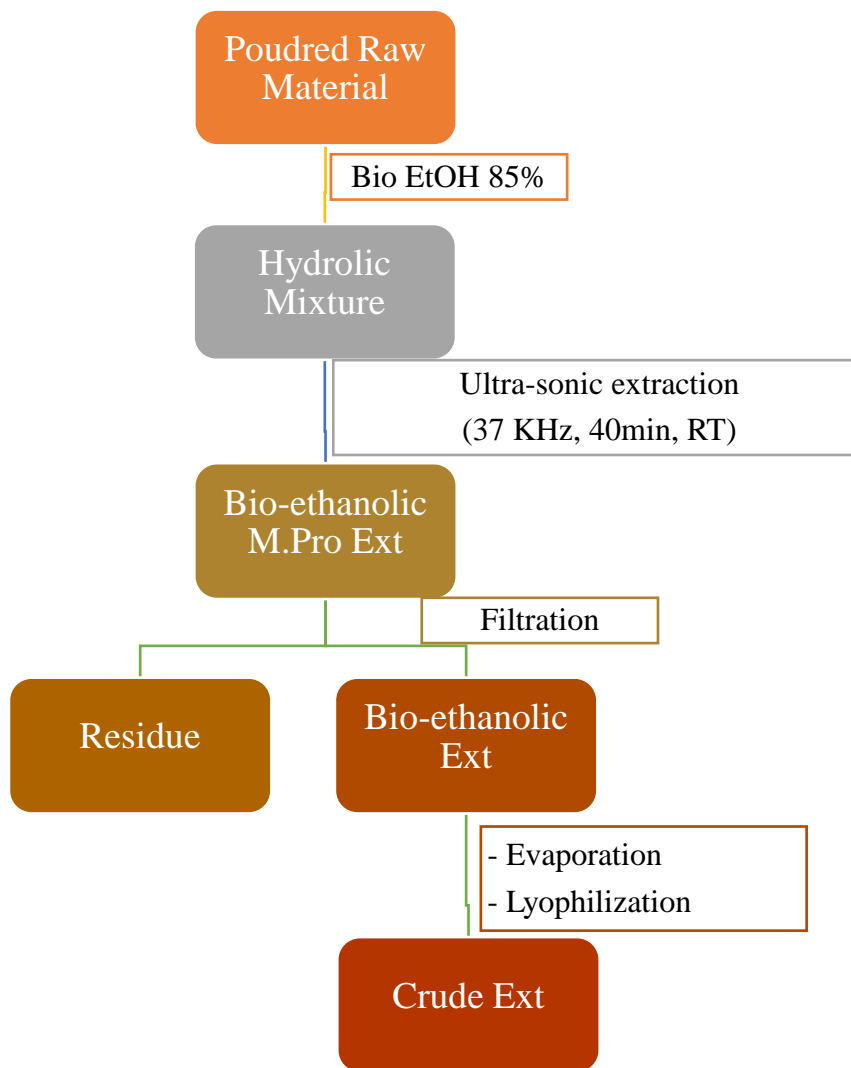 Poudred Raw
Material
Bio EtOH 85%
Hydrolic
Mixture
Ultra-sonic extraction
(37 KHz, 40min, RT)
Bio-ethanolic
M.Pro Ext
Filtration
Residue
Bio-ethanolic
Ext
- Evaporation
- Lyophilization
Crude Ext